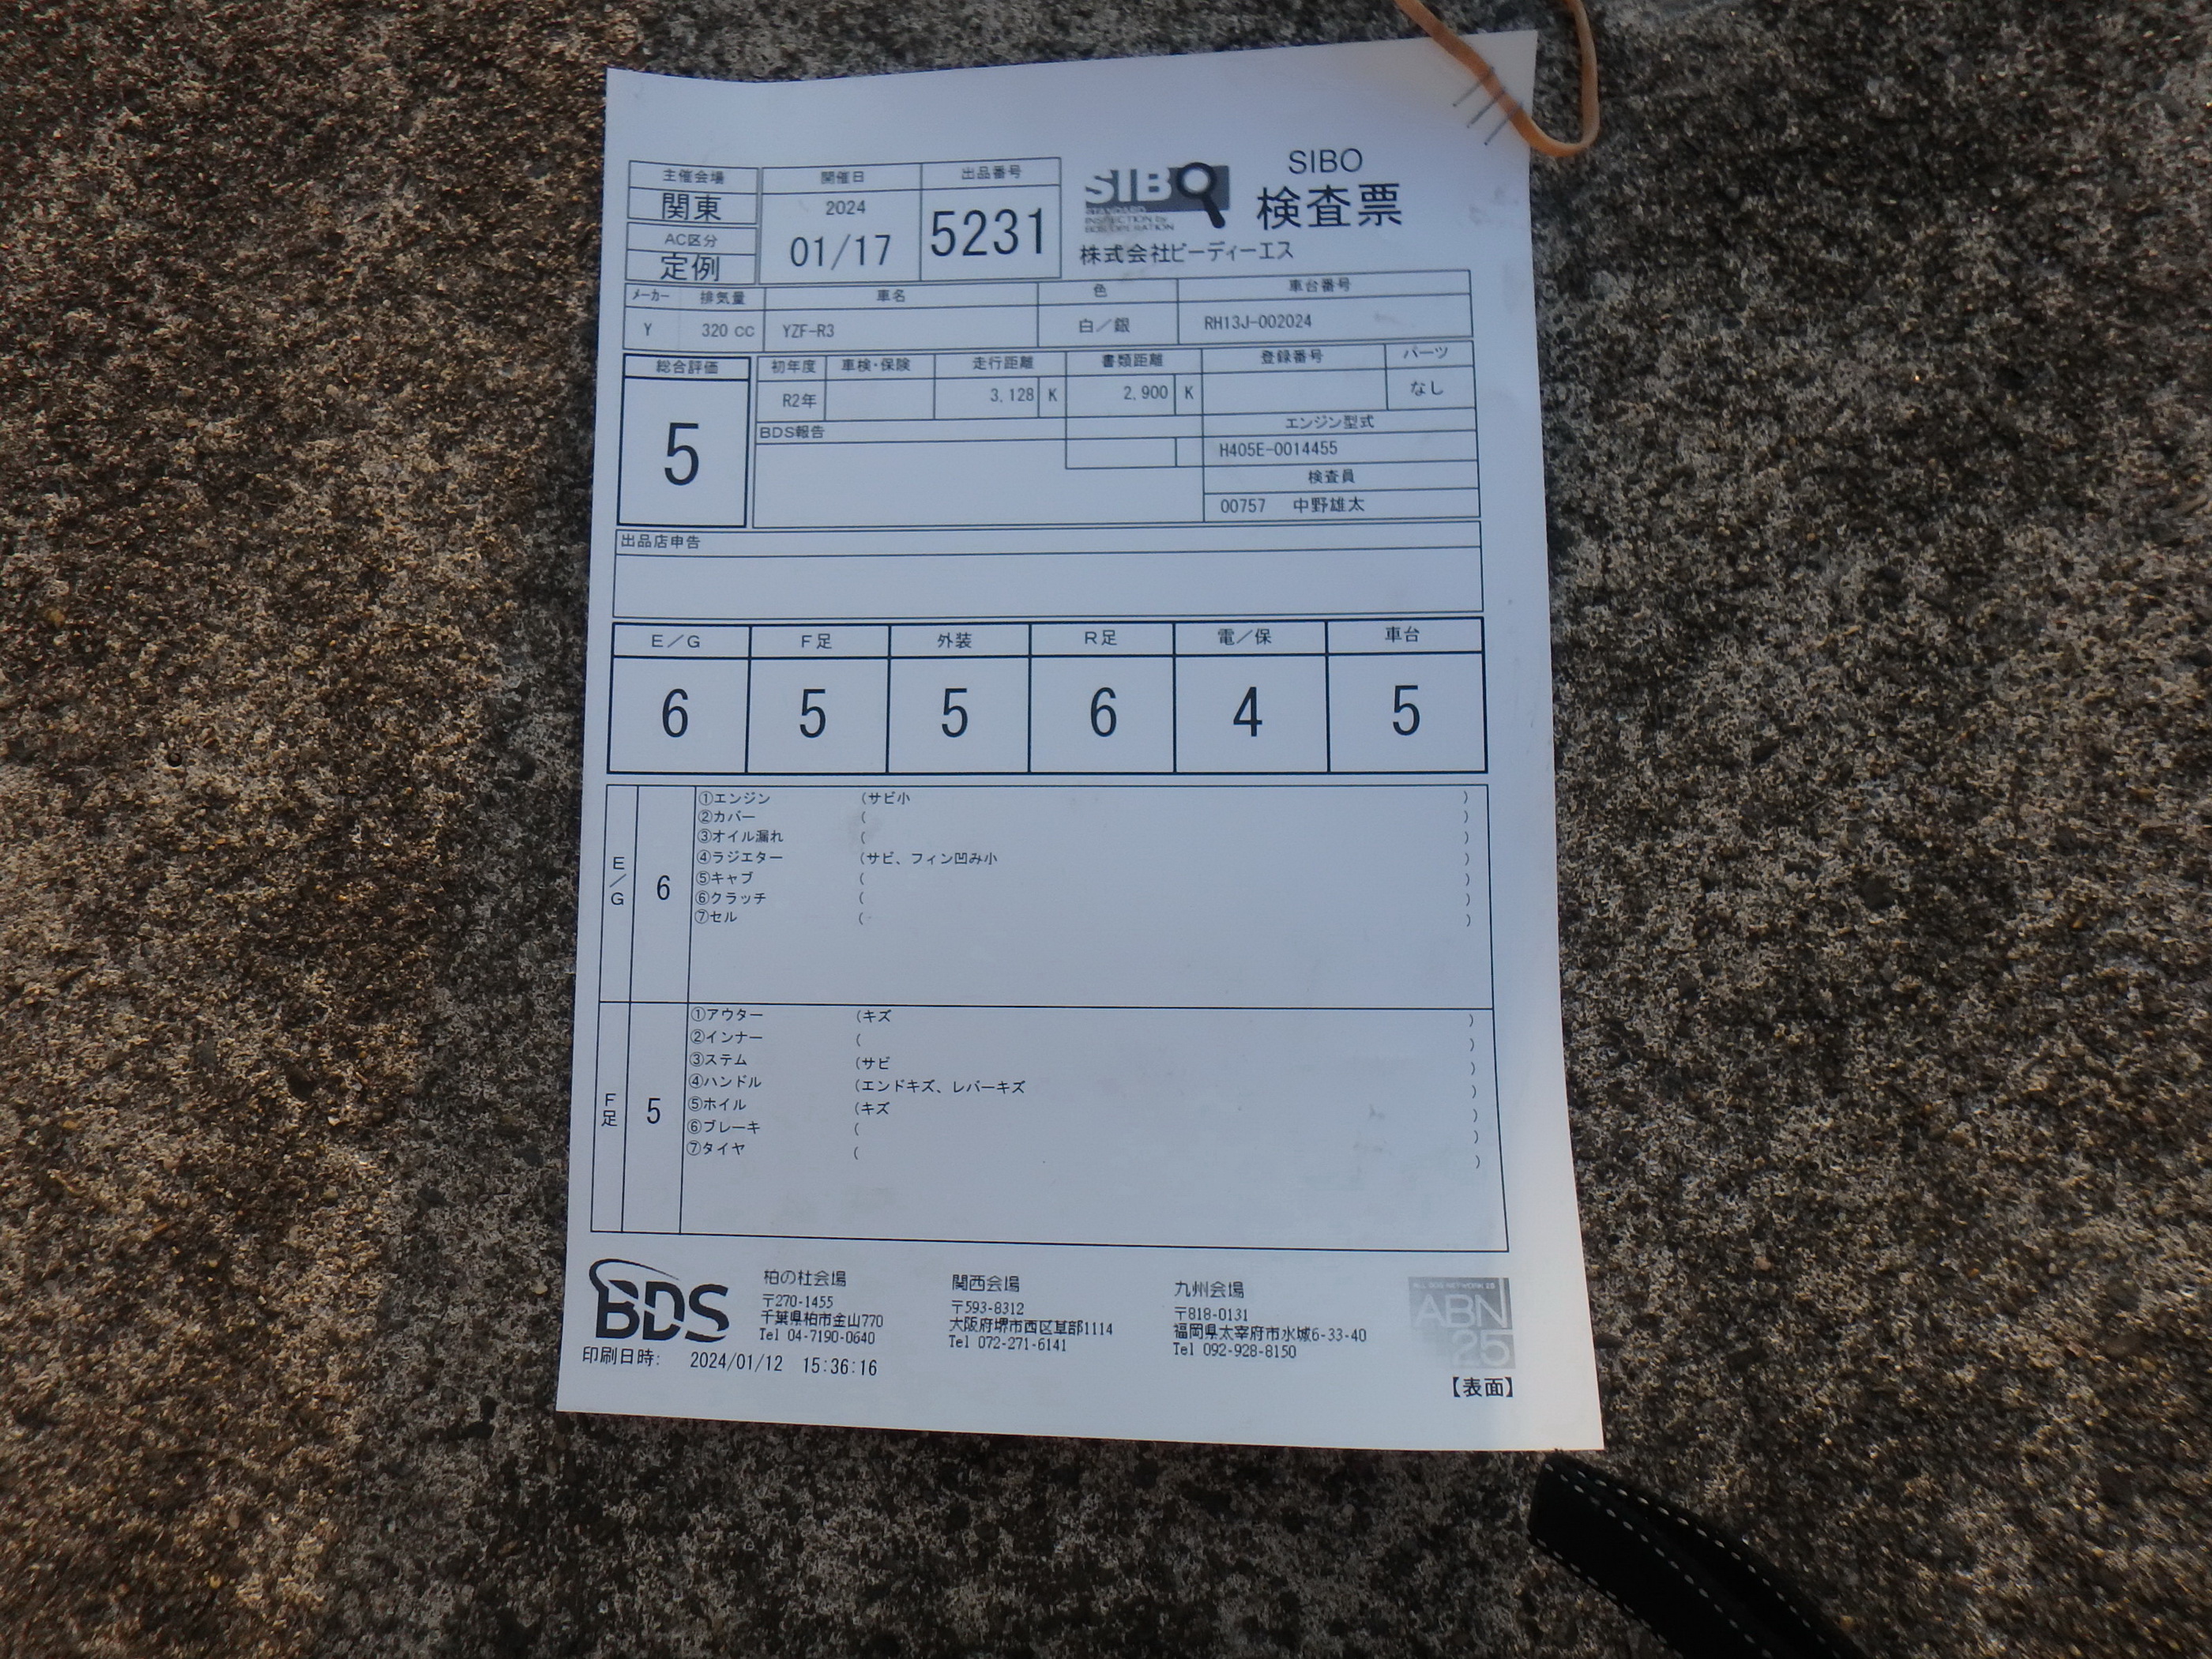 主催会場
関東
AC区分
定例
開催日
2024
01/17
出品番号
5231
SIBO
STANDARD
INSPECTION by
BDS OPERATION
SIBO
検査票
株式会社ビーディーエス
メーカー 排気量 車名 色 車台番号
Y 320 cc YZF-R3 白／銀 RH13J-002024
総合評価
5
初年度 車検・保険 走行距離 書類距離 登録番号 パーツ
R2年 3,128 K 2,900 K なし
BDS報告
エンジン型式
H405E-0014455
検査員
00757 中野雄太
出品店申告
E／G F足 外装 R足 電／保 車台
6 5 5 6 4 5
E／G 6
①エンジン (サビ小 )
②カバー ( )
③オイル漏れ ( )
④ラジエター (サビ、フィン凹み小 )
⑤キャブ ( )
⑥クラッチ ( )
⑦セル ( )
F足 5
①アウター (キズ )
②インナー ( )
③ステム (サビ )
④ハンドル (エンドキズ、レバーキズ )
⑤ホイル (キズ )
⑥ブレーキ ( )
⑦タイヤ ( )
BDS
柏の杜会場
〒270-1455
千葉県柏市金山770
Tel 04-7190-0640
関西会場
〒593-8312
大阪府堺市西区草部1114
Tel 072-271-6141
九州会場
〒818-0131
福岡県太宰府市水城6-33-40
Tel 092-928-8150
ALL BDS NETWORK 25
ABN
25
印刷日時: 2024/01/12 15:36:16
【表面】